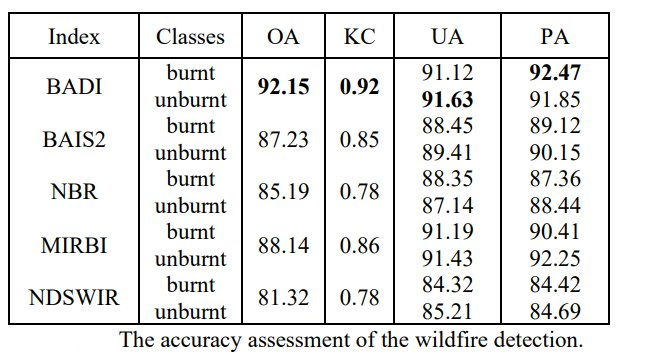 Index Classes OA KC UA PA
BADI burnt 92.15 0.92 91.12 92.47
unburnt 91.63 91.85
BAIS2 burnt 87.23 0.85 88.45 89.12
unburnt 89.41 90.15
NBR burnt 85.19 0.78 88.35 87.36
unburnt 87.14 88.44
MIRBI burnt 88.14 0.86 91.19 90.41
unburnt 91.43 92.25
NDSWIR burnt 81.32 0.78 84.32 84.42
unburnt 85.21 84.69
The accuracy assessment of the wildfire detection.